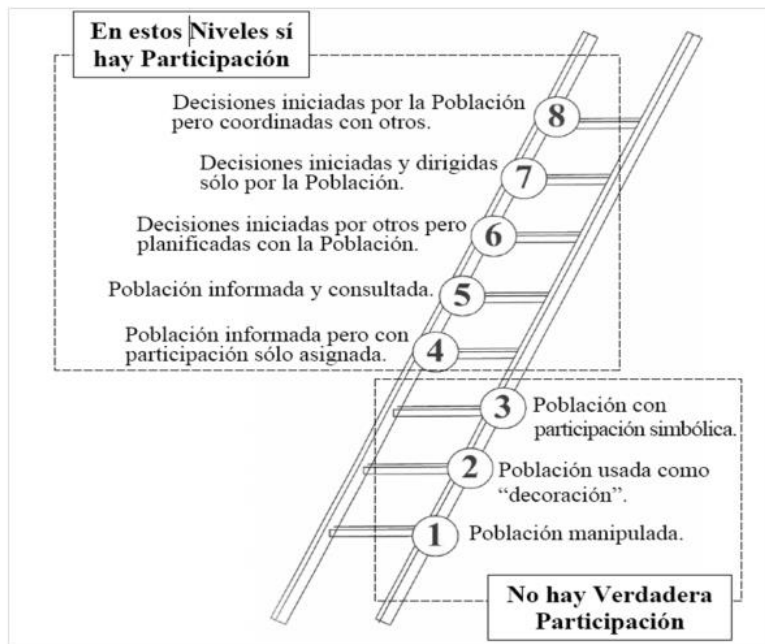 En estos Niveles sí
hay Participación
Decisiones iniciadas por la Población
pero coordinadas con otros.
8
Decisiones iniciadas y dirigidas
sólo por la Población.
7
Decisiones iniciadas por otros pero
planificadas con la Población.
6
Población informada y consultada.
5
Población informada pero con
participación sólo asignada.
4
3
Población con
participación simbólica.
2
Población usada como
“decoración”.
1
Población manipulada.
No hay Verdadera
Participación